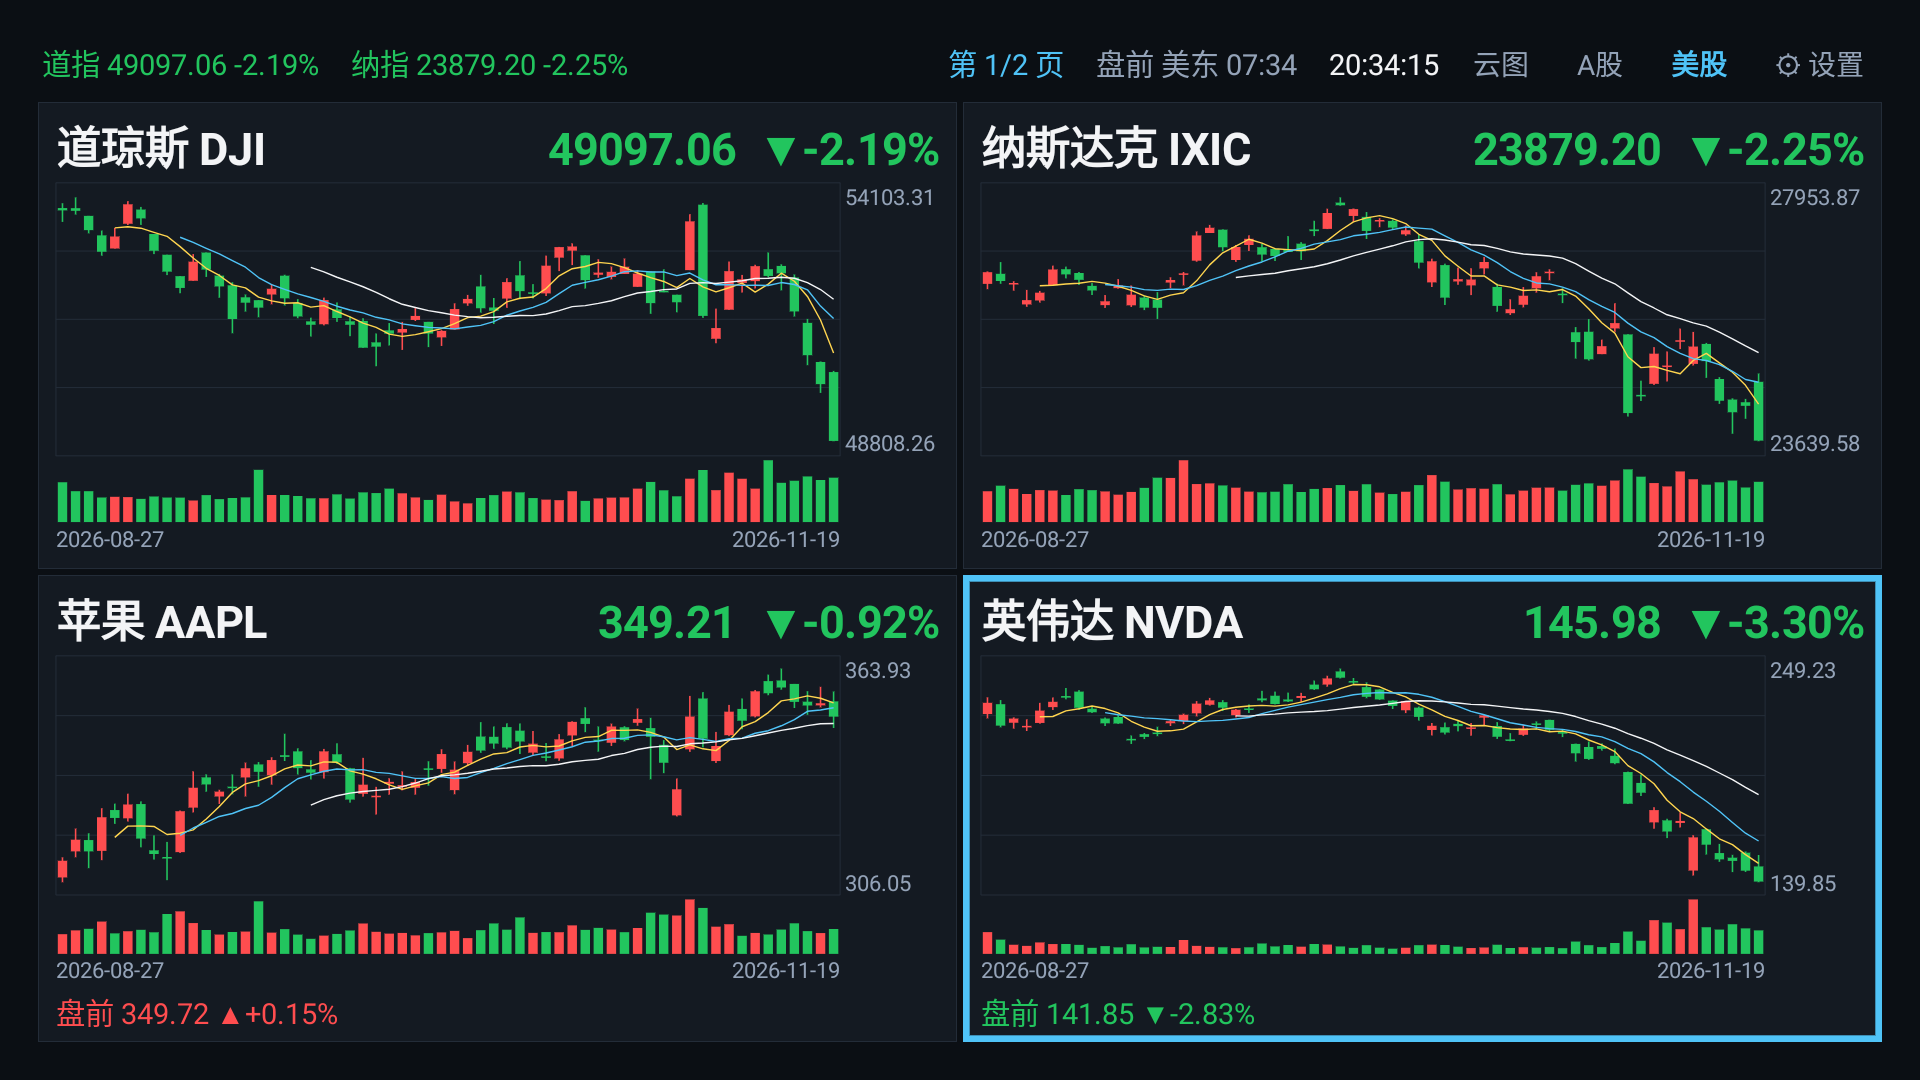 道指 49097.06 -2.19% 纳指 23879.20 -2.25% 第 1/2 页 盘前 美东 07:34 20:34:15 云图 A股 美股 设置
道琼斯 DJI 49097.06 ▼-2.19%
54103.31
48808.26
2026-08-27 2026-11-19
纳斯达克 IXIC 23879.20 ▼-2.25%
27953.87
23639.58
2026-08-27 2026-11-19
苹果 AAPL 349.21 ▼-0.92%
363.93
306.05
2026-08-27 2026-11-19
盘前 349.72 ▲+0.15%
英伟达 NVDA 145.98 ▼-3.30%
249.23
139.85
2026-08-27 2026-11-19
盘前 141.85 ▼-2.83%